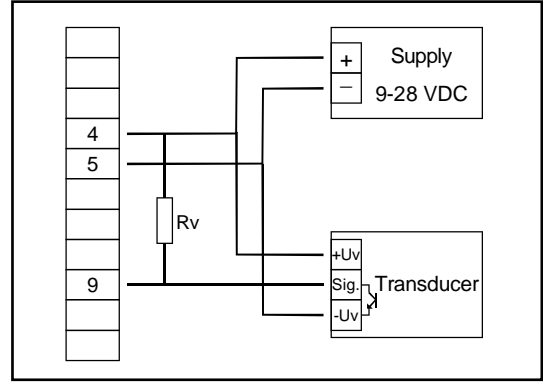 + Supply
− 9-28 VDC
4
5
Rv
+Uv
9 Sig. Transducer
-Uv